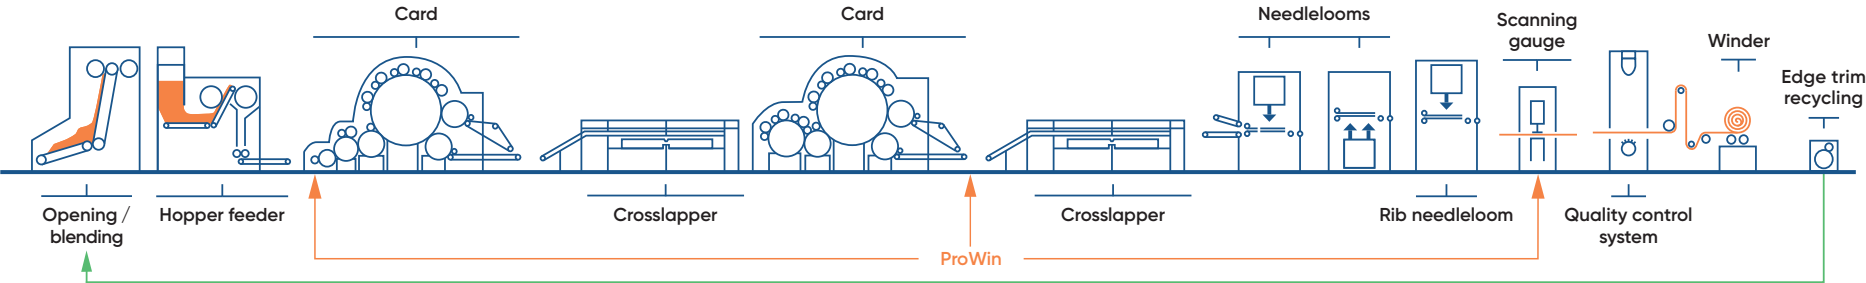 Card
Card
Needlelooms
Scanning
gauge
Winder
Edge trim
recycling
Opening /
blending
Hopper feeder
Crosslapper
Crosslapper
Rib needleloom
Quality control
system
ProWin